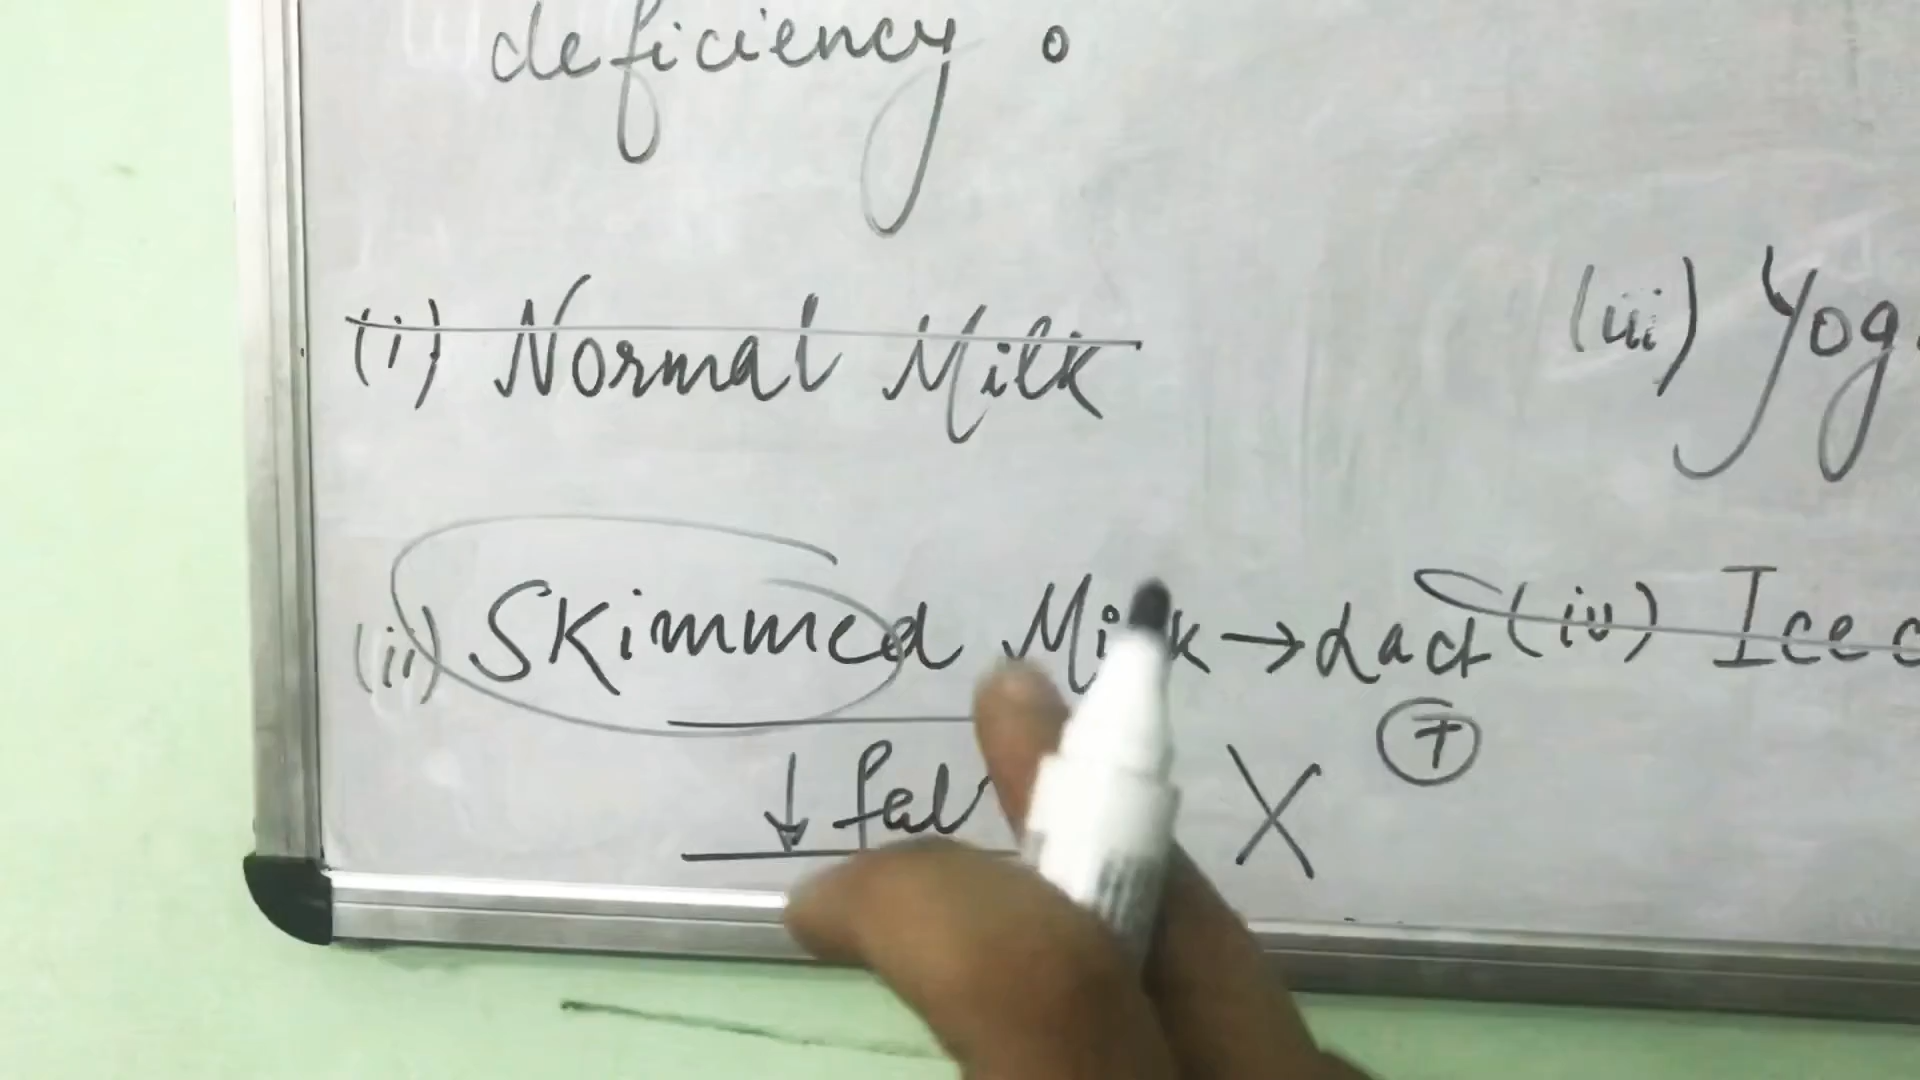 deficiency.
(i) Normal Milk
(iii) Yog
(ii) Skimmed Milk → Lact
(iv) Ice c
+
↓ fat X